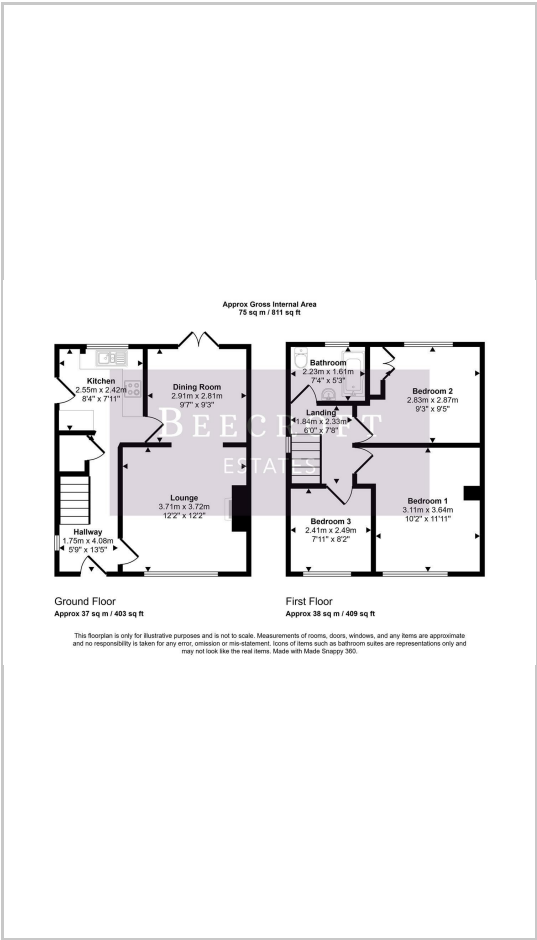 Approx Gross Internal Area
75 sq m / 811 sq ft
Kitchen
2.55m x 2.42m
8'4" x 7'11"
Dining Room
2.91m x 2.81m
9'7" x 9'3"
Lounge
3.71m x 3.72m
12'2" x 12'2"
Hallway
1.75m x 4.08m
5'9" x 13'5"
Bathroom
2.23m x 1.61m
7'4" x 5'3"
Landing
1.84m x 2.33m
6'0" x 7'8"
Bedroom 2
2.83m x 2.87m
9'3" x 9'5"
Bedroom 1
3.11m x 3.64m
10'2" x 11'11"
Bedroom 3
2.41m x 2.49m
7'11" x 8'2"
BEECROFT
ESTATES
Ground Floor
Approx 37 sq m / 403 sq ft
First Floor
Approx 38 sq m / 409 sq ft
This floorplan is only for illustrative purposes and is not to scale. Measurements of rooms, doors, windows, and any items are approximate
and no responsibility is taken for any error, omission or mis-statement. Icons of items such as bathroom suites are representations only and
may not look like the real items. Made with Made Snappy 360.